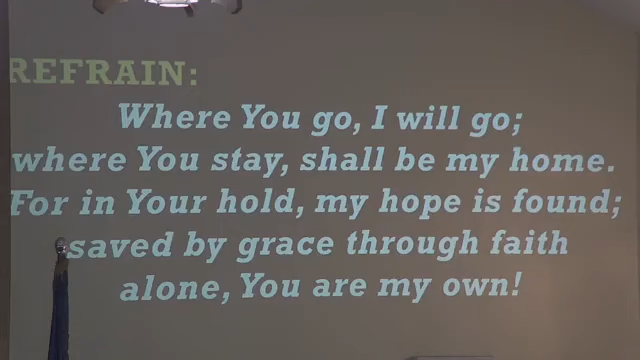 REFRAIN:
Where You go, I will go;
where You stay, shall be my home.
For in Your hold, my hope is found;
saved by grace through faith
alone, You are my own!